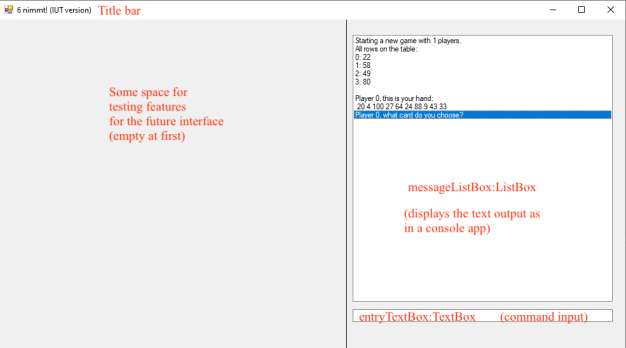 6 nimmt! (IUT version) Title bar
Some space for
testing features
for the future interface
(empty at first)
Starting a new game with 1 players.
All rows on the table:
0: 22
1: 58
2: 49
3: 80
Player 0, this is your hand:
20 4 100 27 64 24 88 9 43 33
Player 0, what card do you choose?
messageListBox:ListBox
(displays the text output as
in a console app)
entryTextBox:TextBox (command input)